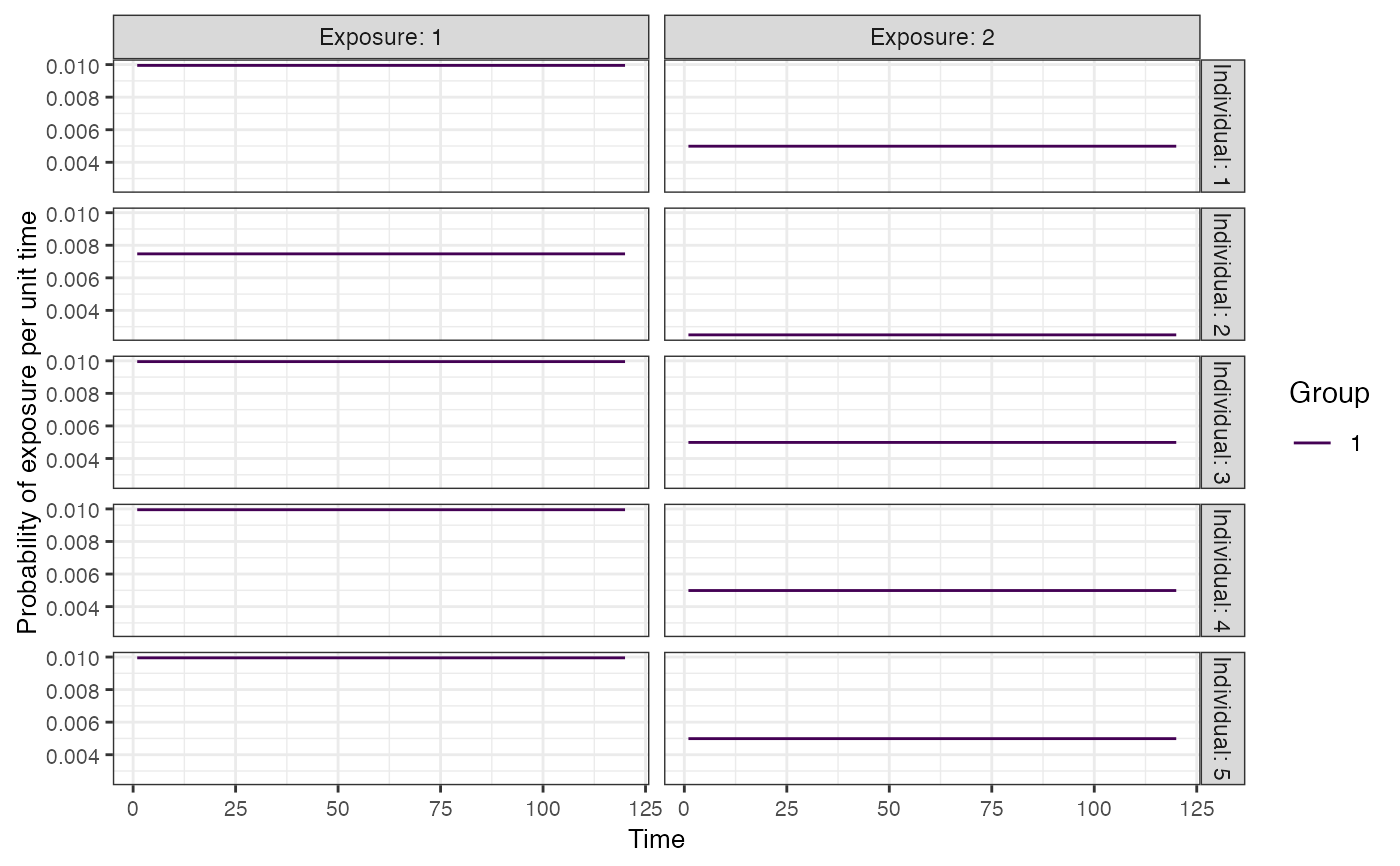 Exposure: 1
Exposure: 2
0.010
0.008
0.006
0.004
Individual: 1
0.010
0.008
0.006
0.004
Individual: 2
0.010
0.008
0.006
0.004
Individual: 3
0.010
0.008
0.006
0.004
Individual: 4
0.010
0.008
0.006
0.004
Individual: 5
Probability of exposure per unit time
0 25 50 75 100 125
0 25 50 75 100 125
Time
Group
1